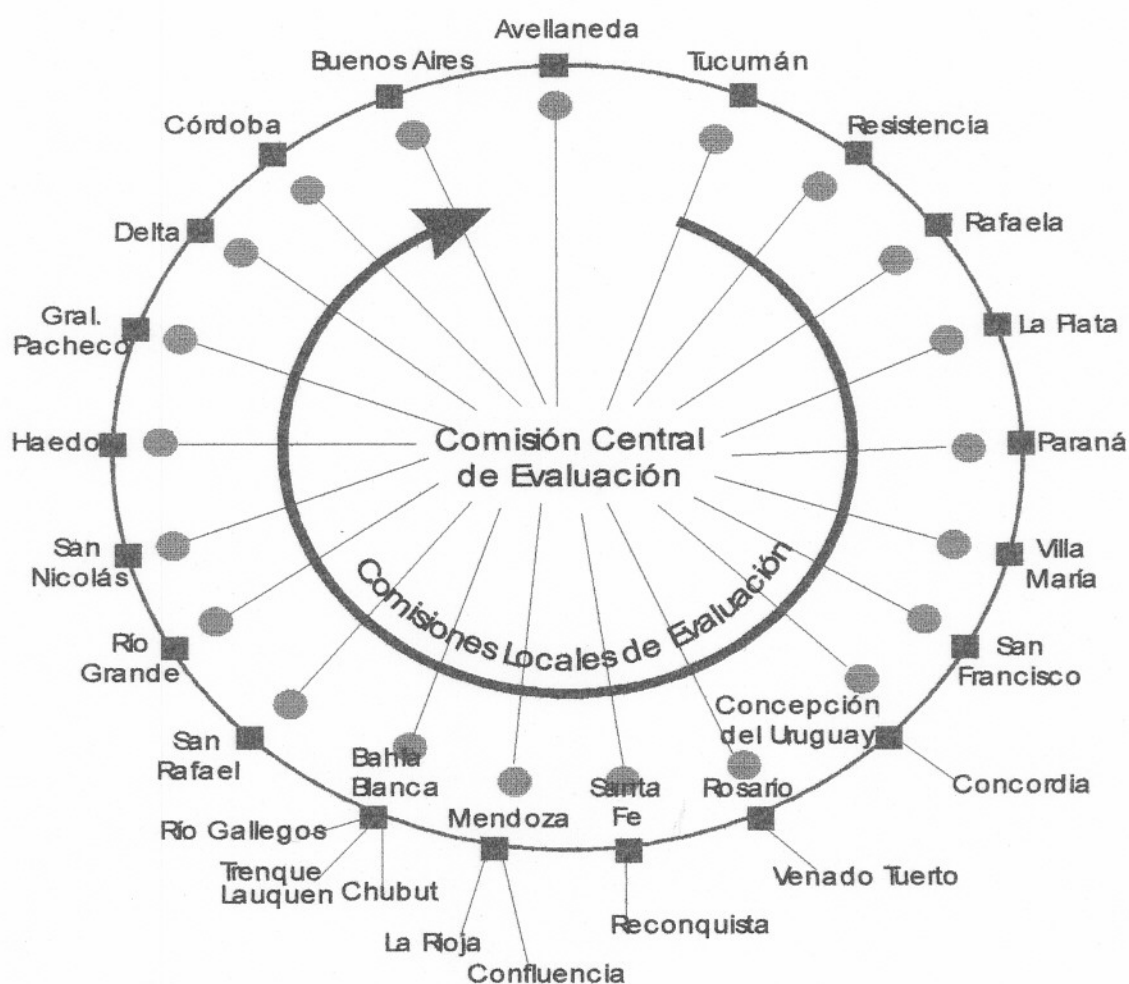 Avellaneda
Buenos Aires
Tucumán
Córdoba
Resistencia
Delta
Rafaela
Gral.
Pacheco
La Plata
Haedo
Comisión Central
de Evaluación
Paraná
San
Nicolás
Villa
María
Comisiones Locales de Evaluación
Río
Grande
San
Francisco
San
Rafael
Concepción
del Uruguay
Bahía
Blanca
Mendoza
Santa
Fe
Rosario
Concordia
Río Gallegos
Trenque
Lauquen
Chubut
Venado Tuerto
La Rioja
Reconquista
Confluencia